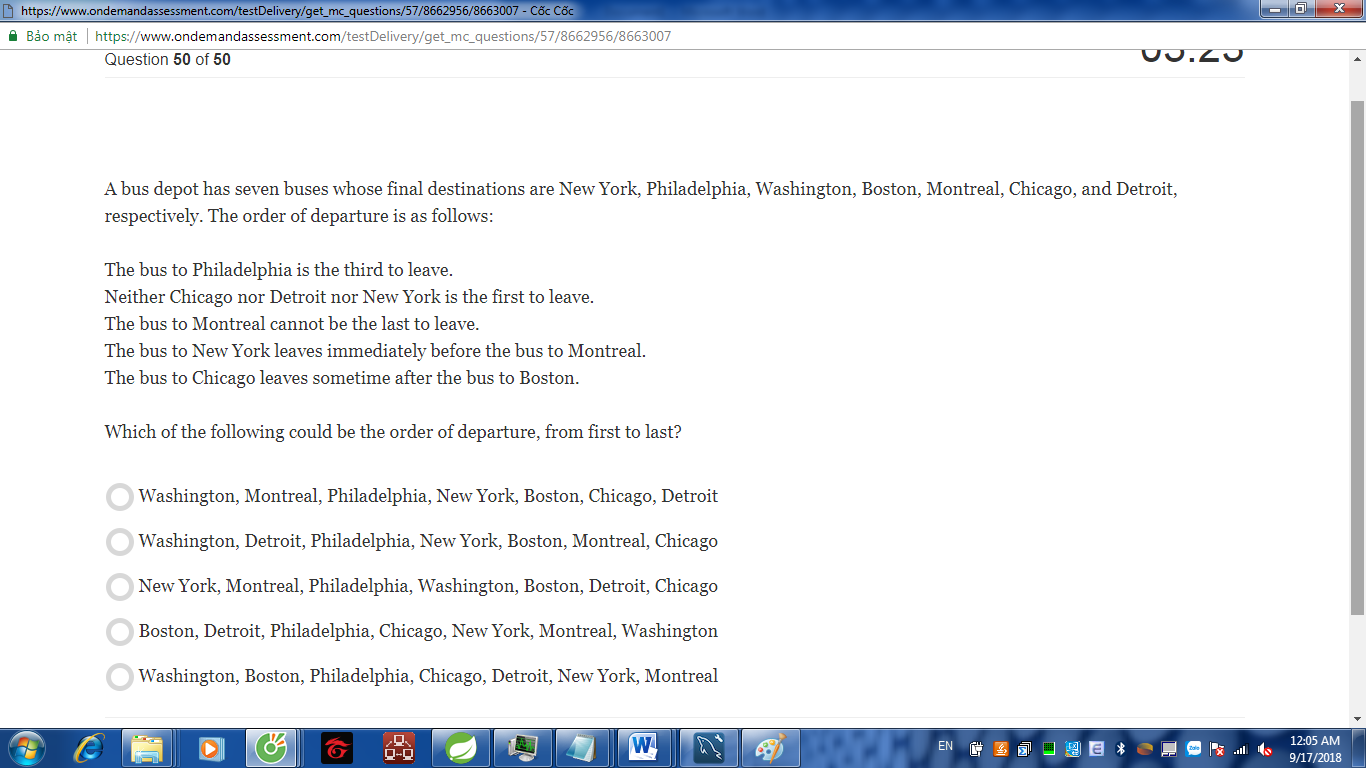 https://www.ondemandassessment.com/testDelivery/get_mc_questions/57/8662956/8663007 - Cốc Cốc
Bảo mật https://www.ondemandassessment.com/testDelivery/get_mc_questions/57/8662956/8663007
Question 50 of 50
A bus depot has seven buses whose final destinations are New York, Philadelphia, Washington, Boston, Montreal, Chicago, and Detroit,
respectively. The order of departure is as follows:
The bus to Philadelphia is the third to leave.
Neither Chicago nor Detroit nor New York is the first to leave.
The bus to Montreal cannot be the last to leave.
The bus to New York leaves immediately before the bus to Montreal.
The bus to Chicago leaves sometime after the bus to Boston.
Which of the following could be the order of departure, from first to last?
Washington, Montreal, Philadelphia, New York, Boston, Chicago, Detroit
Washington, Detroit, Philadelphia, New York, Boston, Montreal, Chicago
New York, Montreal, Philadelphia, Washington, Boston, Detroit, Chicago
Boston, Detroit, Philadelphia, Chicago, New York, Montreal, Washington
Washington, Boston, Philadelphia, Chicago, Detroit, New York, Montreal
EN
12:05 AM
9/17/2018